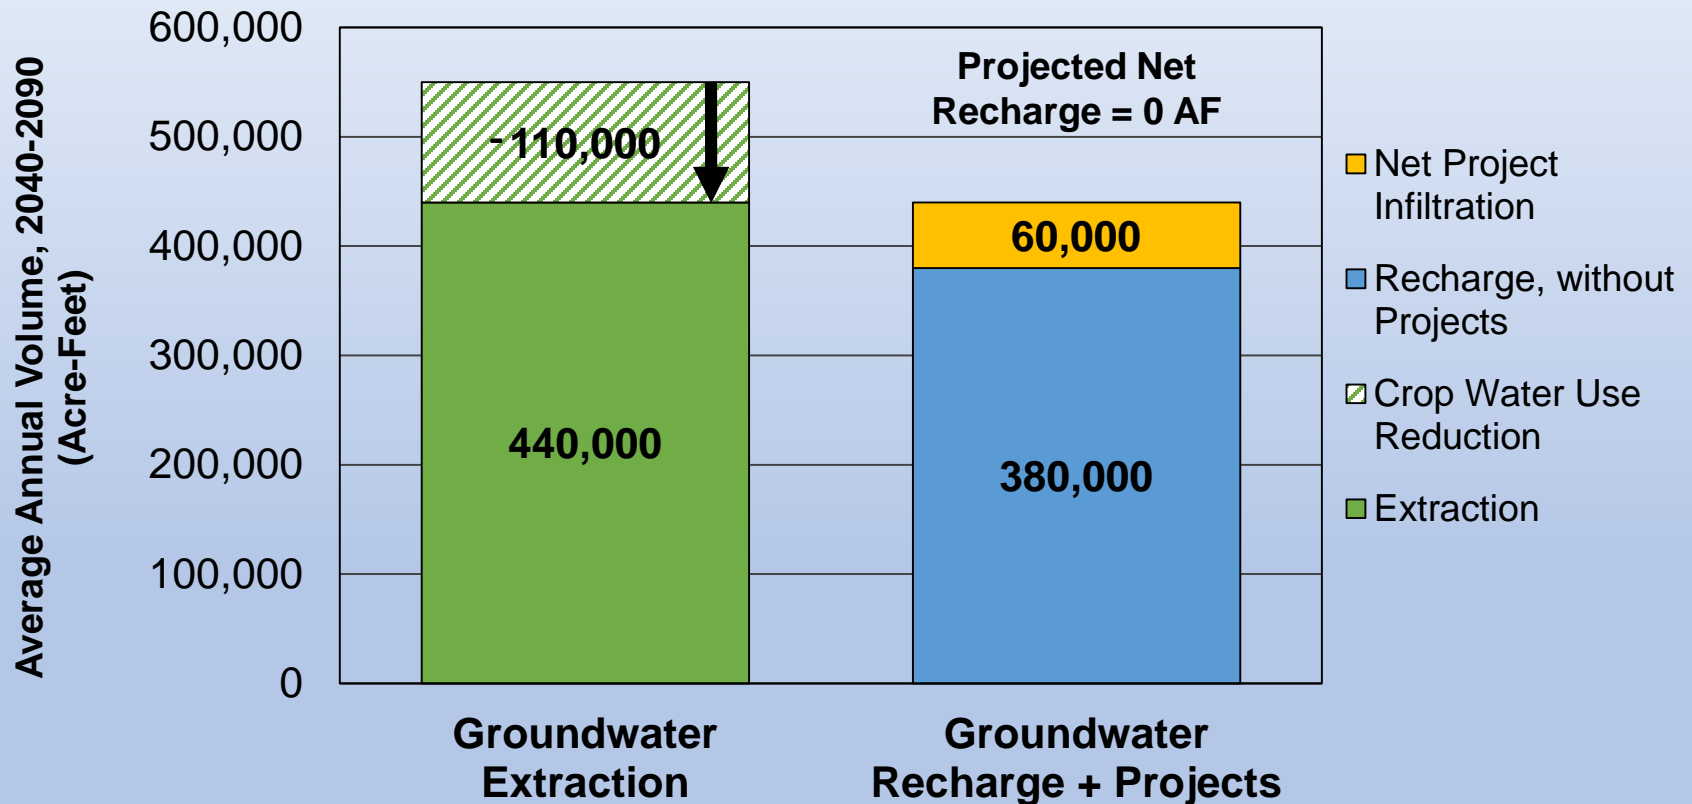 Average Annual Volume, 2040-2090
(Acre-Feet)
600,000
500,000
400,000
300,000
200,000
100,000
0
-110,000
440,000
Projected Net
Recharge = 0 AF
60,000
380,000
Groundwater
Extraction
Groundwater
Recharge + Projects
Net Project
Infiltration
Recharge, without
Projects
Crop Water Use
Reduction
Extraction